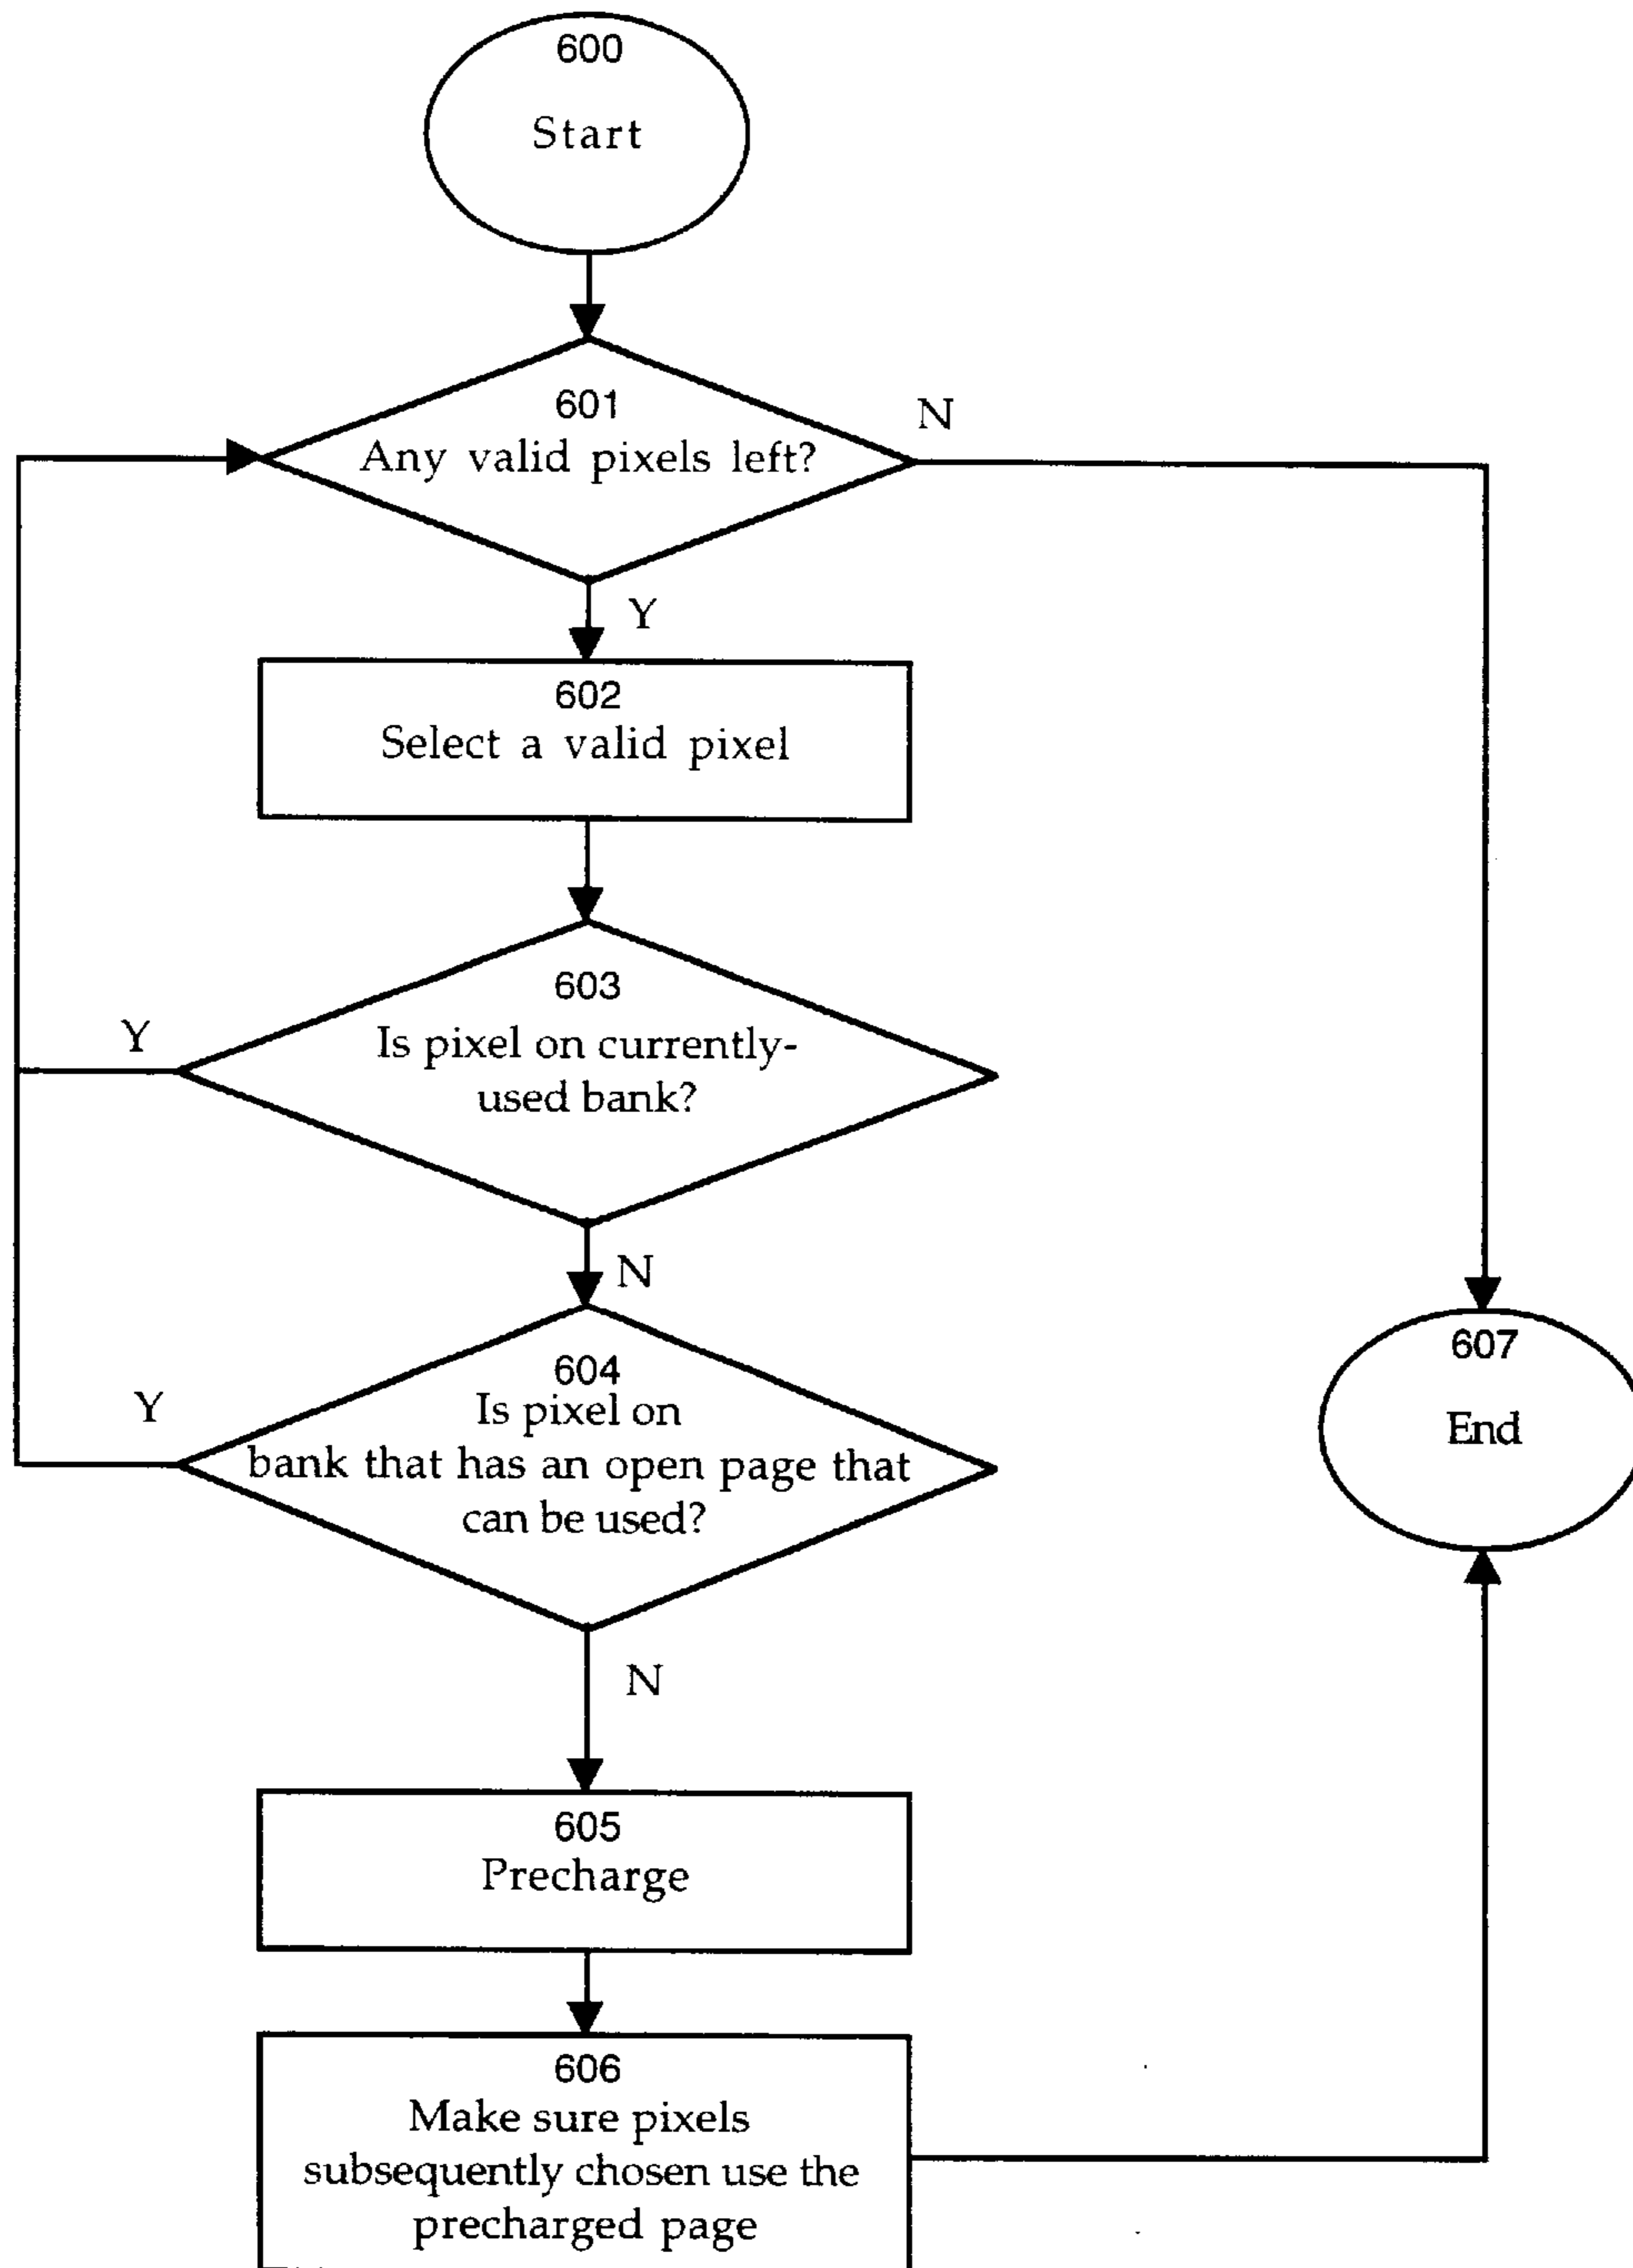 600
Start
601
Any valid pixels left?
N
Y
602
Select a valid pixel
603
Is pixel on currently-
used bank?
Y
N
604
Is pixel on
bank that has an open page that
can be used?
Y
N
605
Precharge
606
Make sure pixels
subsequently chosen use the
precharged page
607
End